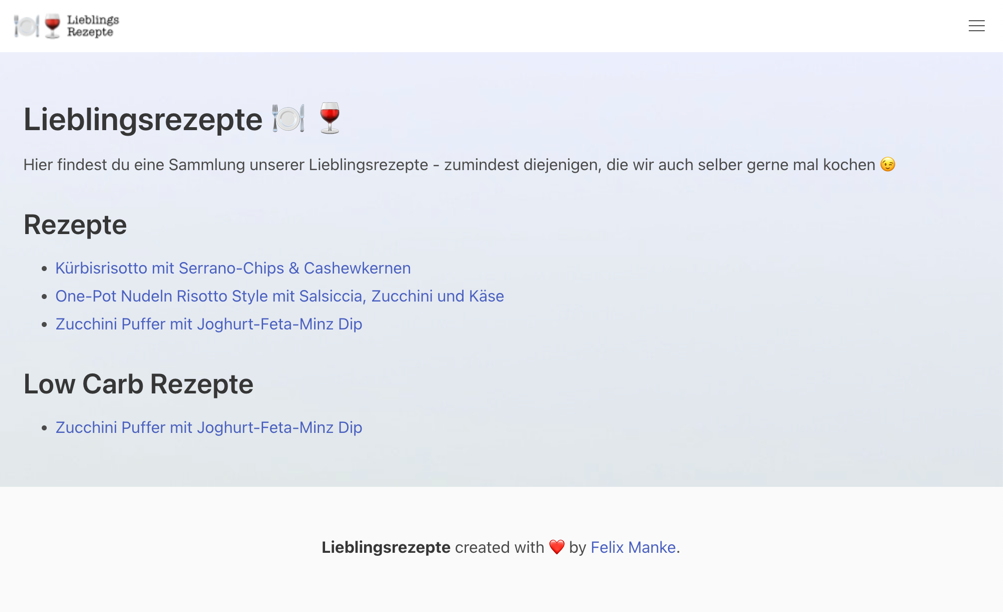 Lieblings
Rezepte
Lieblingsrezepte 🍽️ 🍷
Hier findest du eine Sammlung unserer Lieblingsrezepte - zumindest diejenigen, die wir auch selber gerne mal kochen 😉
Rezepte
• Kürbisrisotto mit Serrano-Chips & Cashewkernen
• One-Pot Nudeln Risotto Style mit Salsiccia, Zucchini und Käse
• Zucchini Puffer mit Joghurt-Feta-Minz Dip
Low Carb Rezepte
• Zucchini Puffer mit Joghurt-Feta-Minz Dip
Lieblingsrezepte created with ❤️ by Felix Manke.